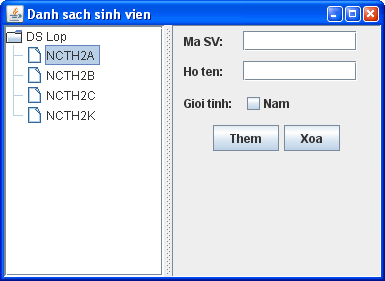 Danh sach sinh vien
DS Lop
NCTH2A
NCTH2B
NCTH2C
NCTH2K
Ma SV:
Ho ten:
Gioi tinh: Nam
Them Xoa